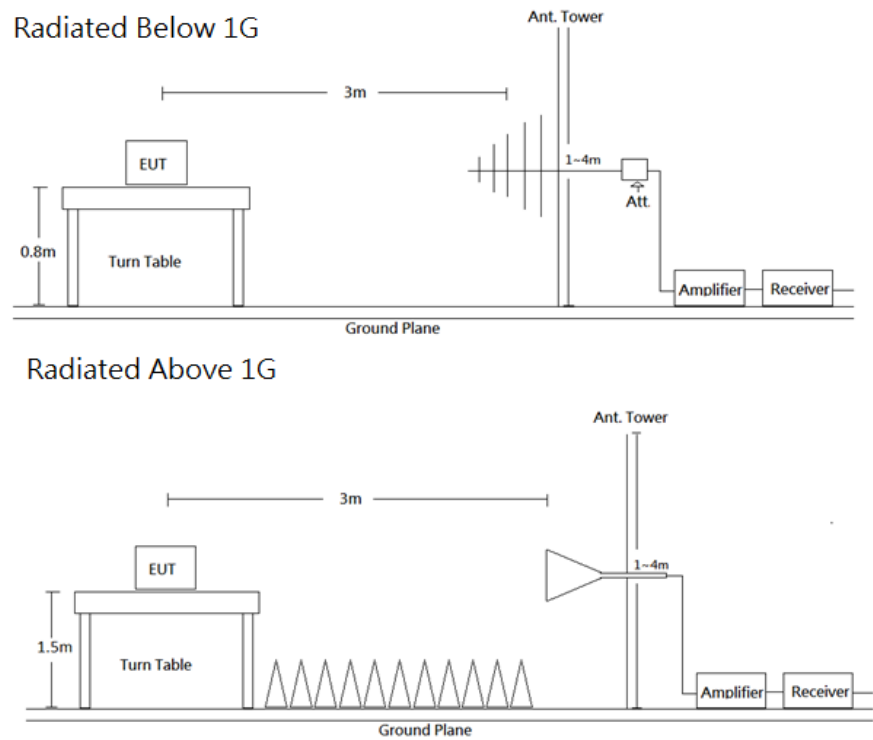 Radiated Below 1G
Ant. Tower
3m
EUT
1~4m
Att.
0.8m
Turn Table
Amplifier
Receiver
Ground Plane
Radiated Above 1G
Ant. Tower
3m
EUT
1~4m
1.5m
Turn Table
Amplifier
Receiver
Ground Plane